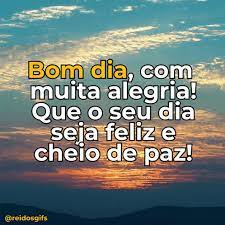 Bom dia, com
muita alegria!
Que o seu dia
seja feliz e
cheio de paz!
@reidosgifs